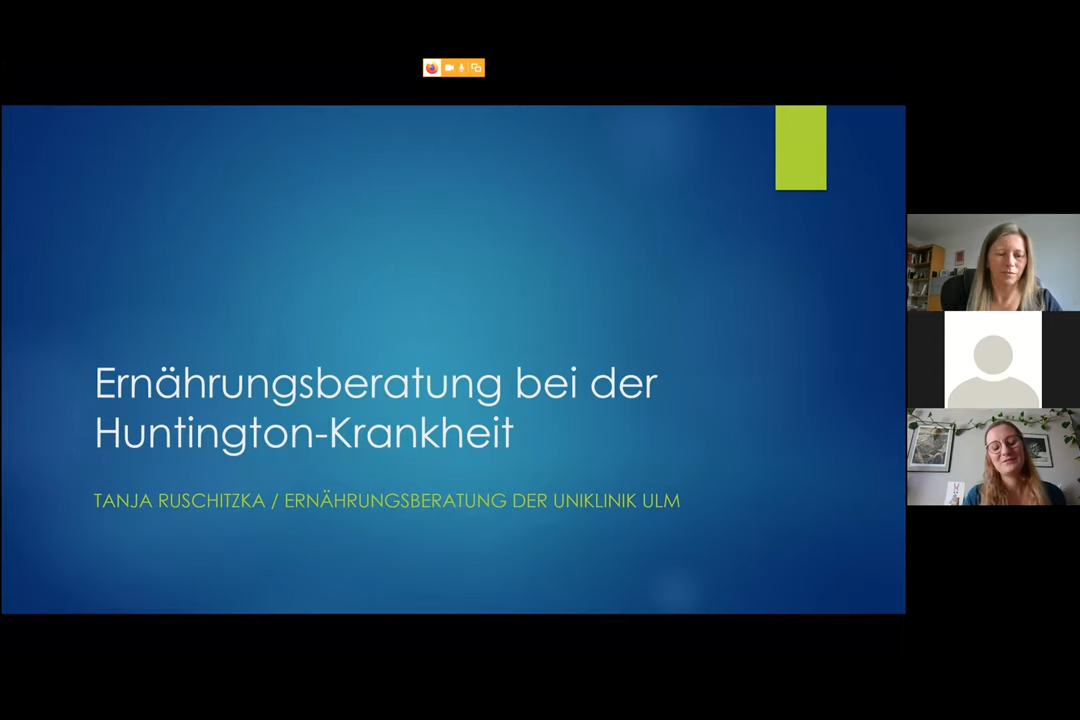 Ernährungsberatung bei der
Huntington-Krankheit
TANJA RUSCHITZKA / ERNÄHRUNGSBERATUNG DER UNIKLINIK ULM